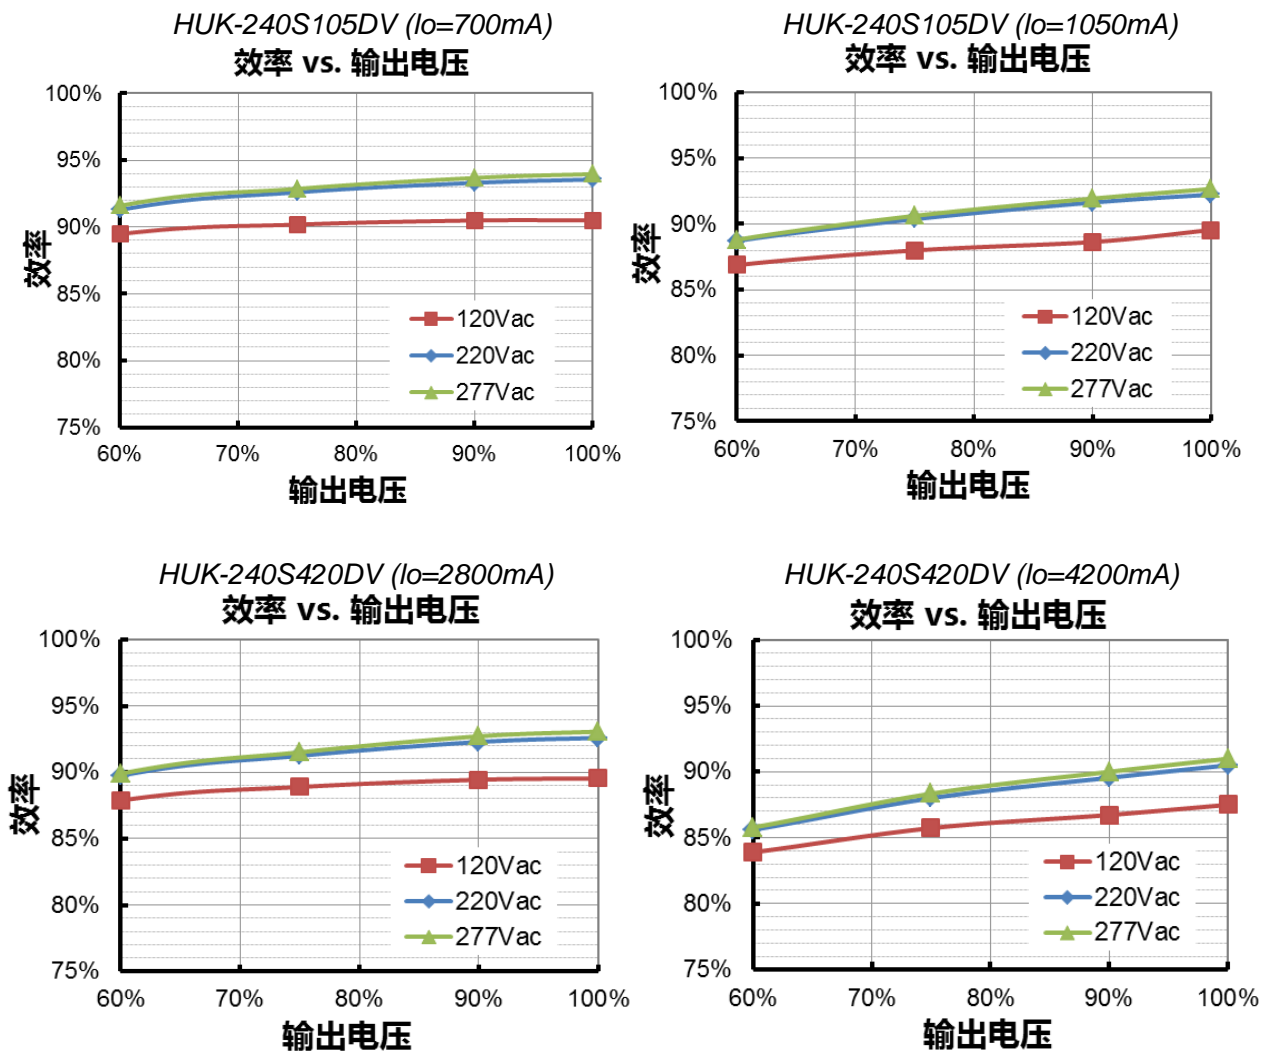 HUK-240S105DV (Io=700mA)
效率 vs. 输出电压
100%
95%
90%
85%
80%
75%
效率
120Vac
220Vac
277Vac
60%
70%
80%
90%
100%
输出电压
HUK-240S105DV (Io=1050mA)
效率 vs. 输出电压
100%
95%
90%
85%
80%
75%
效率
120Vac
220Vac
277Vac
60%
70%
80%
90%
100%
输出电压
HUK-240S420DV (Io=2800mA)
效率 vs. 输出电压
100%
95%
90%
85%
80%
75%
效率
120Vac
220Vac
277Vac
60%
70%
80%
90%
100%
输出电压
HUK-240S420DV (Io=4200mA)
效率 vs. 输出电压
100%
95%
90%
85%
80%
75%
效率
120Vac
220Vac
277Vac
60%
70%
80%
90%
100%
输出电压